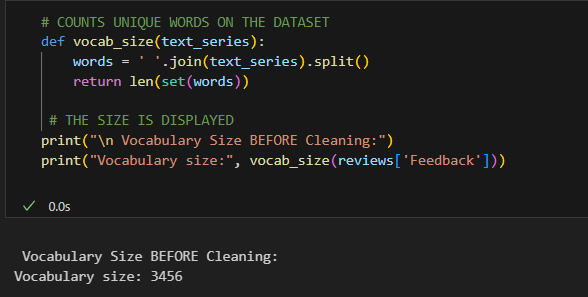 # COUNTS UNIQUE WORDS ON THE DATASET
def vocab_size(text_series):
    words = ' '.join(text_series).split()
    return len(set(words))

 # THE SIZE IS DISPLAYED
print("\n Vocabulary Size BEFORE Cleaning:")
print("Vocabulary size:", vocab_size(reviews['Feedback']))
0.0s
 Vocabulary Size BEFORE Cleaning:
Vocabulary size: 3456